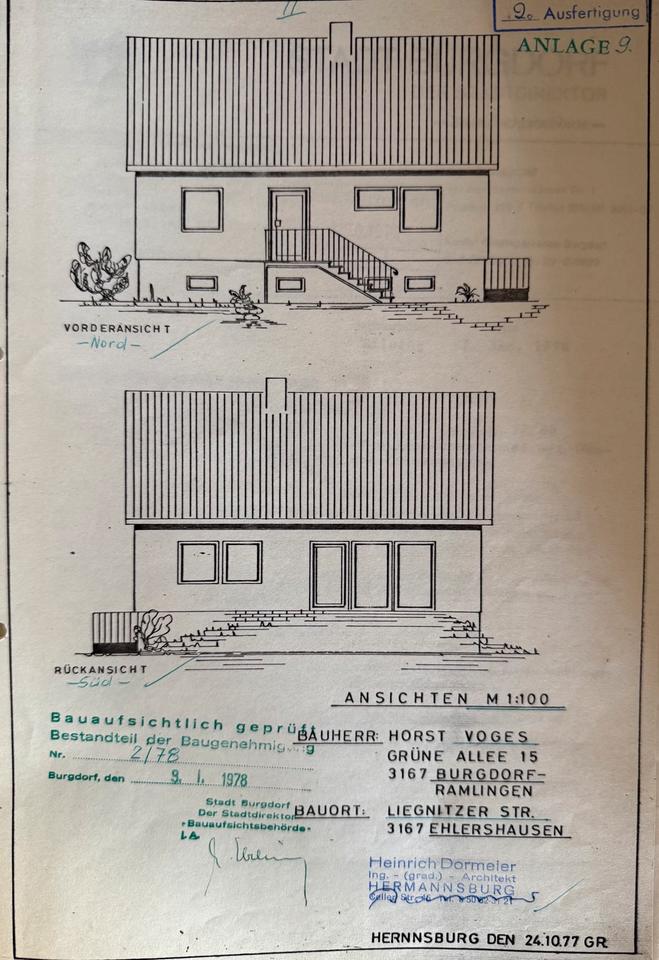 II
2. Ausfertigung
ANLAGE 9.
VORDERANSICHT
-Nord-
RÜCKANSICHT
-Süd-
ANSICHTEN M 1:100
Bauaufsichtlich geprüft
Bestandteil der Baugenehmigung
Nr. 2/78
Burgdorf, den 9. 1. 1978
Stadt Burgdorf
Der Stadtdirektor
-Bauaufsichtsbehörde-
I.A.
BAUHERR: HORST VOGES
GRÜNE ALLEE 15
3167 BURGDORF-
RAMLINGEN
BAUORT: LIEGNITZER STR.
3167 EHLERSHAUSEN
Heinrich Dormeier
Ing. - (grad.) - Architekt
HERMANNSBURG
HERNNSBURG DEN 24.10.77 GR.